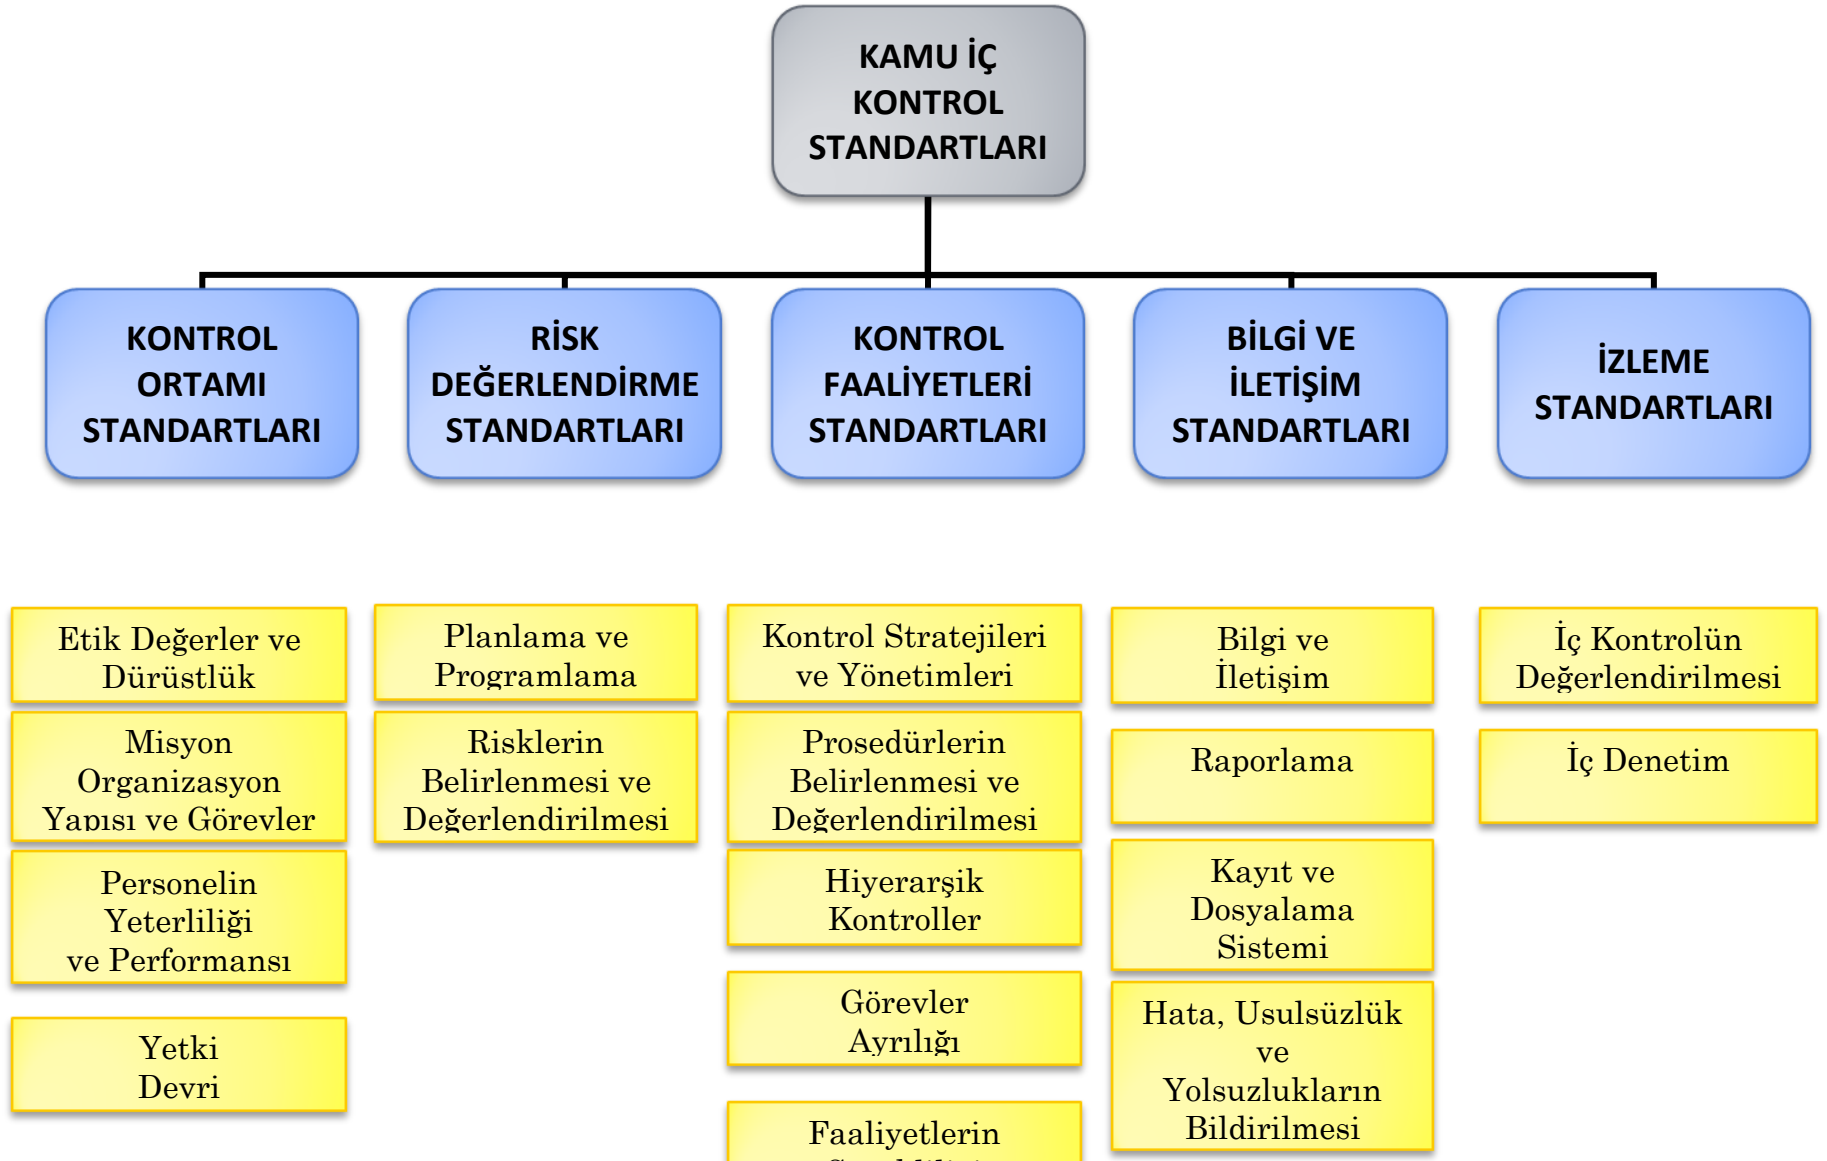 KAMU İÇ
KONTROL
STANDARTLARI
KONTROL
ORTAMI
STANDARTLARI
RİSK
DEĞERLENDİRME
STANDARTLARI
KONTROL
FAALİYETLERİ
STANDARTLARI
BİLGİ VE
İLETİŞİM
STANDARTLARI
İZLEME
STANDARTLARI
Etik Değerler ve
Dürüstlük
Misyon
Organizasyon
Yapısı ve Görevler
Personelin
Yeterliliği
ve Performansı
Yetki
Devri
Planlama ve
Programlama
Risklerin
Belirlenmesi ve
Değerlendirilmesi
Kontrol Stratejileri
ve Yönetimleri
Prosedürlerin
Belirlenmesi ve
Değerlendirilmesi
Hiyerarşik
Kontroller
Görevler
Ayrılığı
Faaliyetlerin
Bilgi ve
İletişim
Raporlama
Kayıt ve
Dosyalama
Sistemi
Hata, Usulsüzlük
ve
Yolsuzlukların
Bildirilmesi
İç Kontrolün
Değerlendirilmesi
İç Denetim